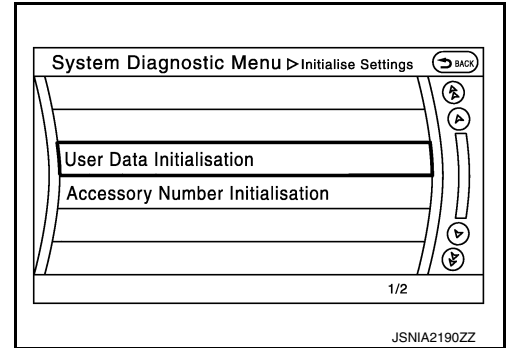 System Diagnostic Menu ▷ Initialise Settings BACK
User Data Initialisation
Accessory Number Initialisation
1/2
JSNIA2190ZZ